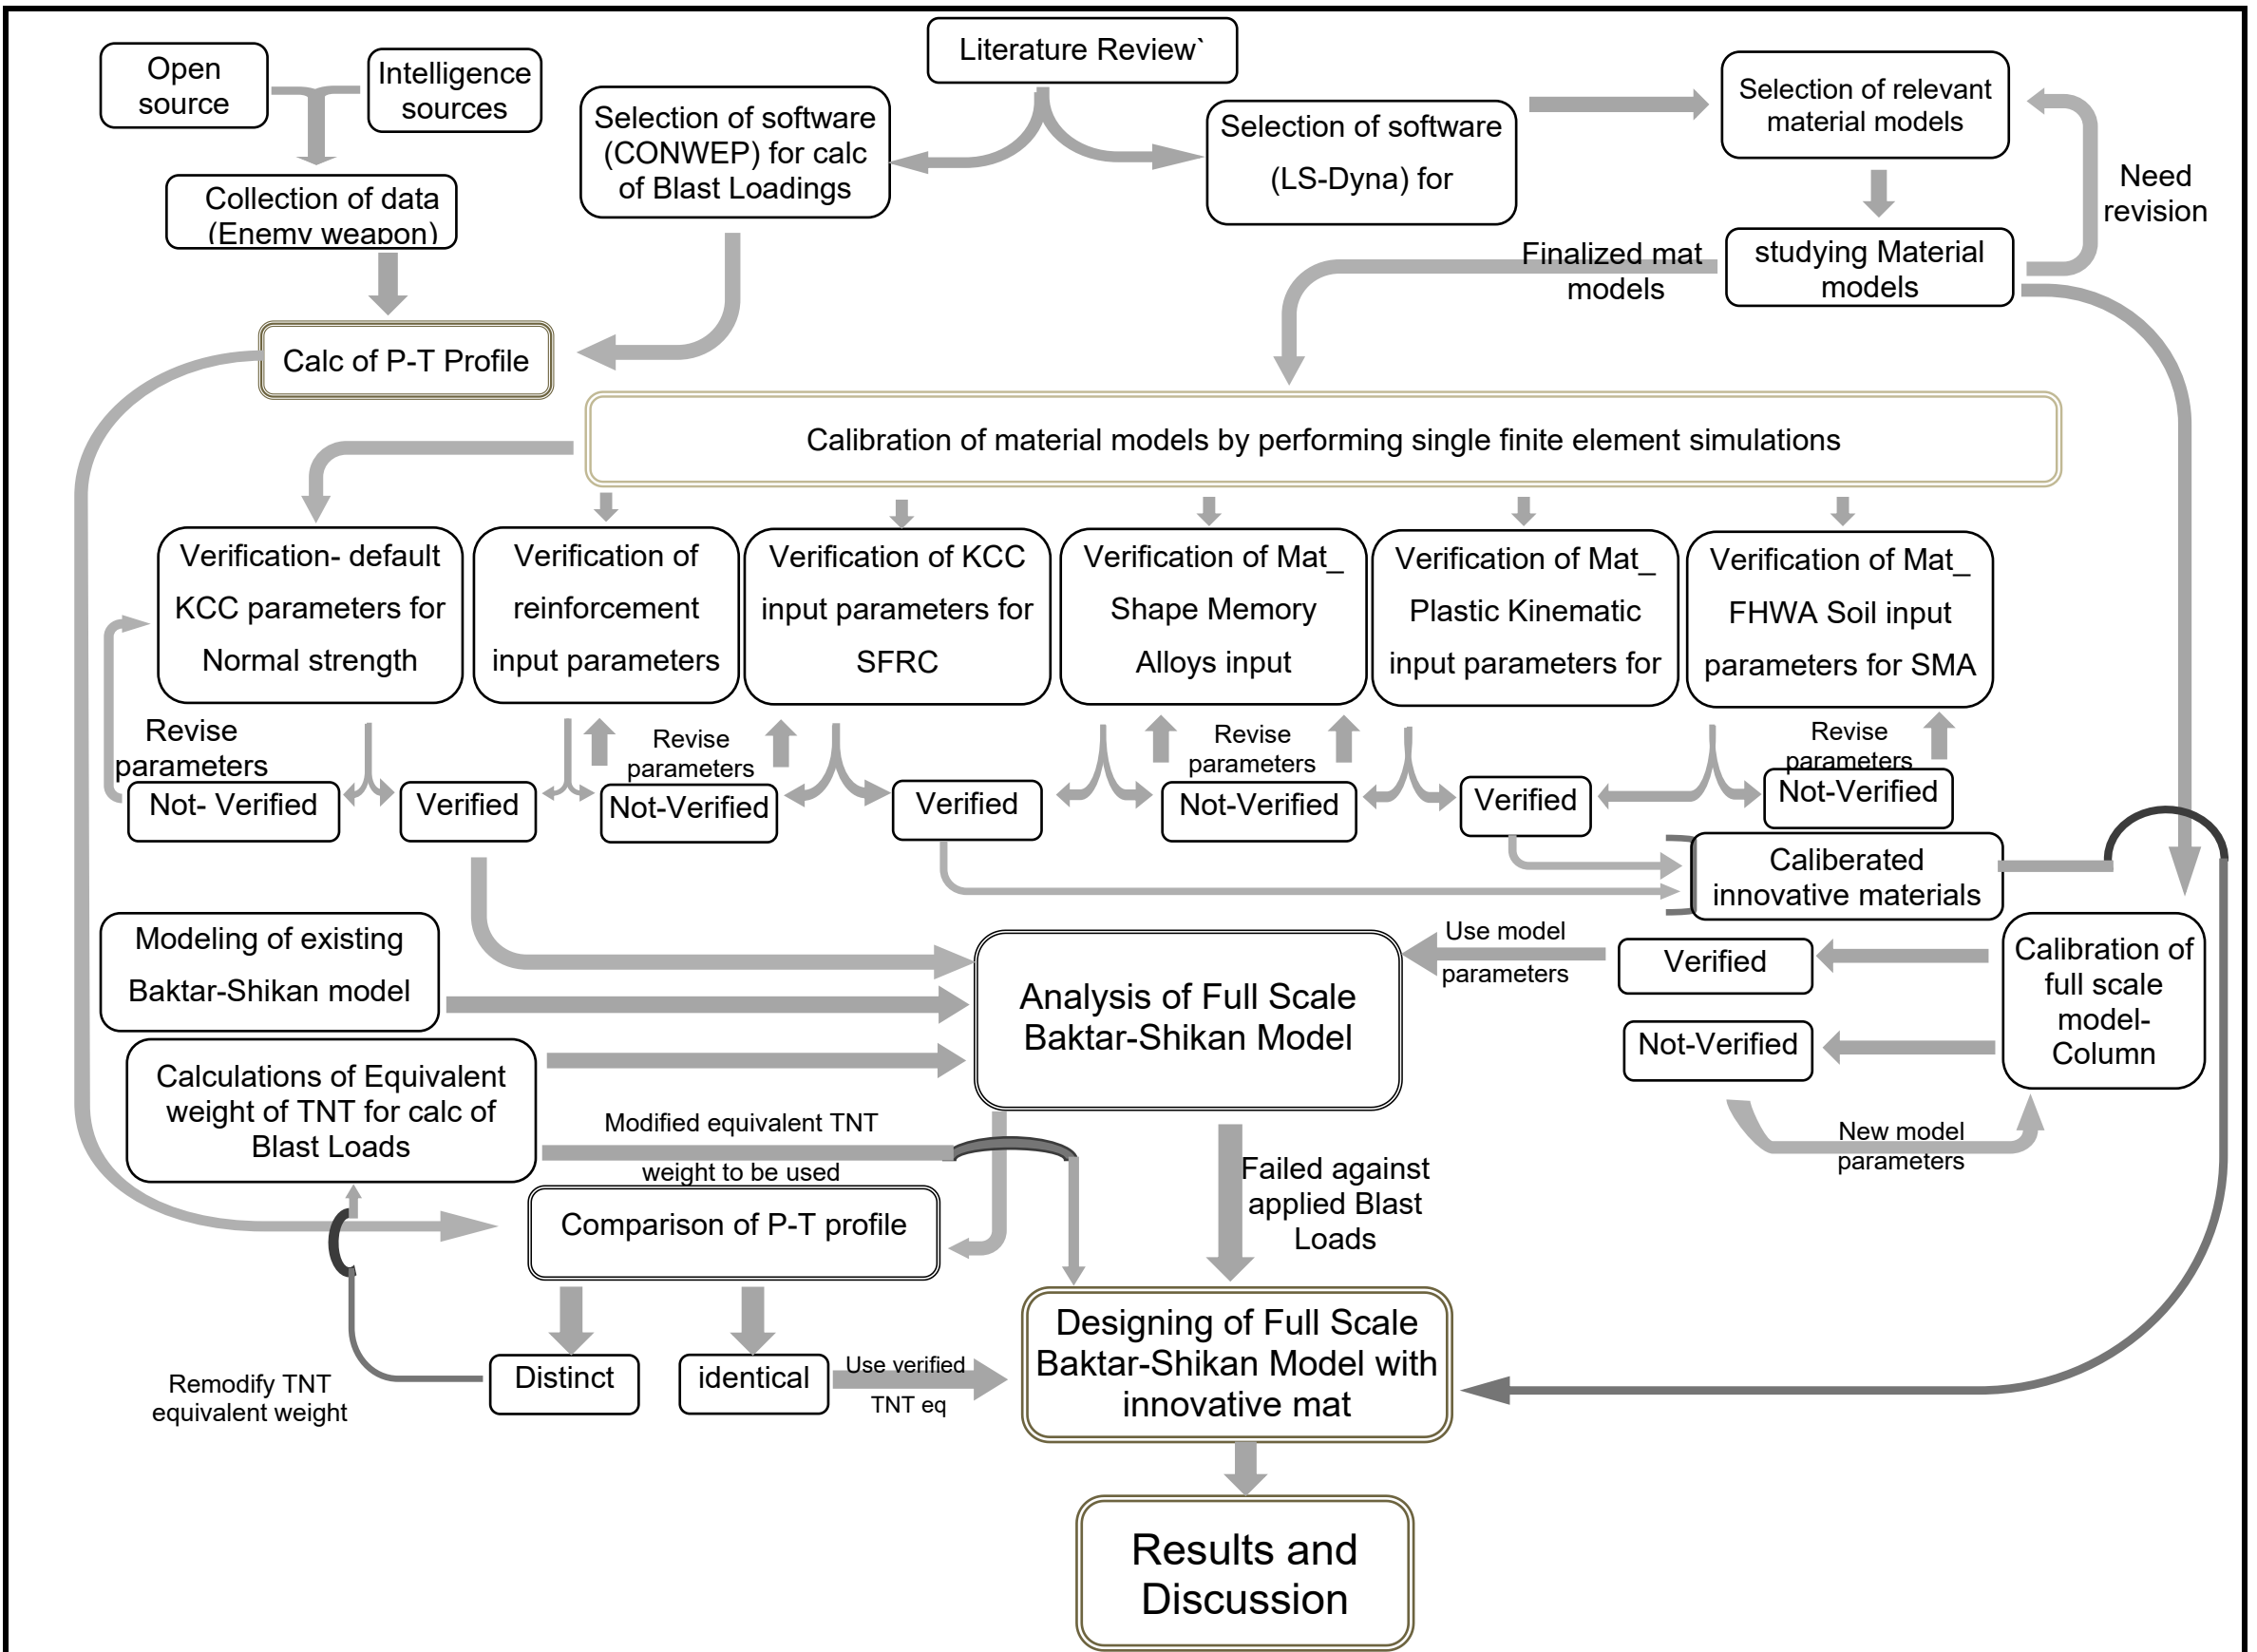 Literature Review`
Open
source
Intelligence
sources
Selection of software
(CONWEP) for calc
of Blast Loadings
Selection of software
(LS-Dyna) for
Selection of relevant
material models
Need
revision
Collection of data
(Enemy weapon)
Finalized mat
models
studying Material
models
Calc of P-T Profile
Calibration of material models by performing single finite element simulations
Verification- default
KCC parameters for
Normal strength
Verification of
reinforcement
input parameters
Verification of KCC
input parameters for
SFRC
Verification of Mat_
Shape Memory
Alloys input
Verification of Mat_
Plastic Kinematic
input parameters for
Verification of Mat_
FHWA Soil input
parameters for SMA
Revise
parameters
Revise
parameters
Revise
parameters
Revise
parameters
Not- Verified
Verified
Not-Verified
Verified
Not-Verified
Verified
Not-Verified
Caliberated
innovative materials
Modeling of existing
Baktar-Shikan model
Analysis of Full Scale
Baktar-Shikan Model
Use model
parameters
Verified
Not-Verified
Calibration of
full scale
model-
Column
New model
parameters
Calculations of Equivalent
weight of TNT for calc of
Blast Loads
Modified equivalent TNT
weight to be used
Failed against
applied Blast
Loads
Comparison of P-T profile
Distinct
identical
Remodify TNT
equivalent weight
Use verified
TNT eq
Designing of Full Scale
Baktar-Shikan Model with
innovative mat
Results and
Discussion